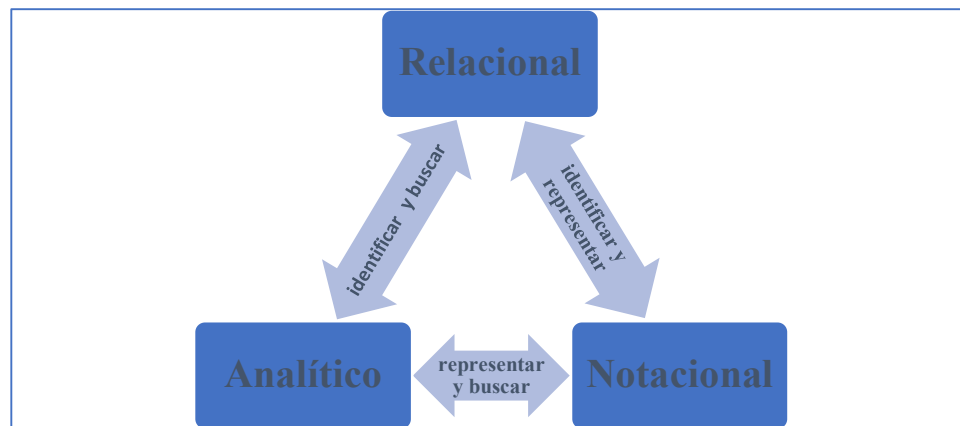 Relacional
identificar y buscar
identificar y
representar
Analítico
representar
y buscar
Notacional